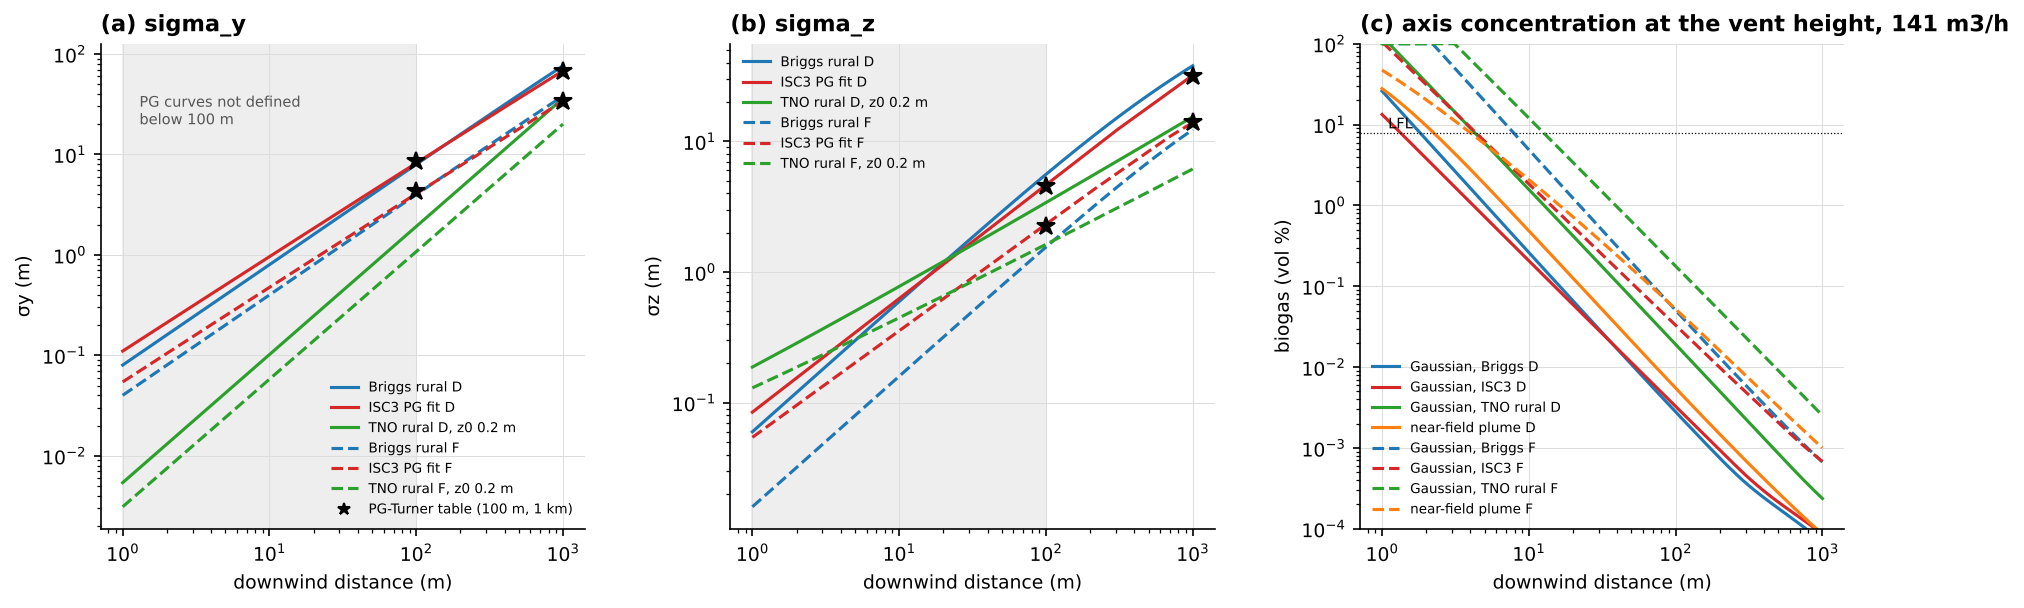 (a) sigma_y
10²
10¹
10⁰
10⁻¹
10⁻²
σy (m)
PG curves not defined
below 100 m
Briggs rural D
ISC3 PG fit D
TNO rural D, z0 0.2 m
Briggs rural F
ISC3 PG fit F
TNO rural F, z0 0.2 m
PG-Turner table (100 m, 1 km)
10⁰ 10¹ 10² 10³
downwind distance (m)
(b) sigma_z
10¹
10⁰
10⁻¹
σz (m)
Briggs rural D
ISC3 PG fit D
TNO rural D, z0 0.2 m
Briggs rural F
ISC3 PG fit F
TNO rural F, z0 0.2 m
10⁰ 10¹ 10² 10³
downwind distance (m)
(c) axis concentration at the vent height, 141 m3/h
10²
10¹
10⁰
10⁻¹
10⁻²
10⁻³
10⁻⁴
biogas (vol %)
LFL
Gaussian, Briggs D
Gaussian, ISC3 D
Gaussian, TNO rural D
near-field plume D
Gaussian, Briggs F
Gaussian, ISC3 F
Gaussian, TNO rural F
near-field plume F
10⁰ 10¹ 10² 10³
downwind distance (m)